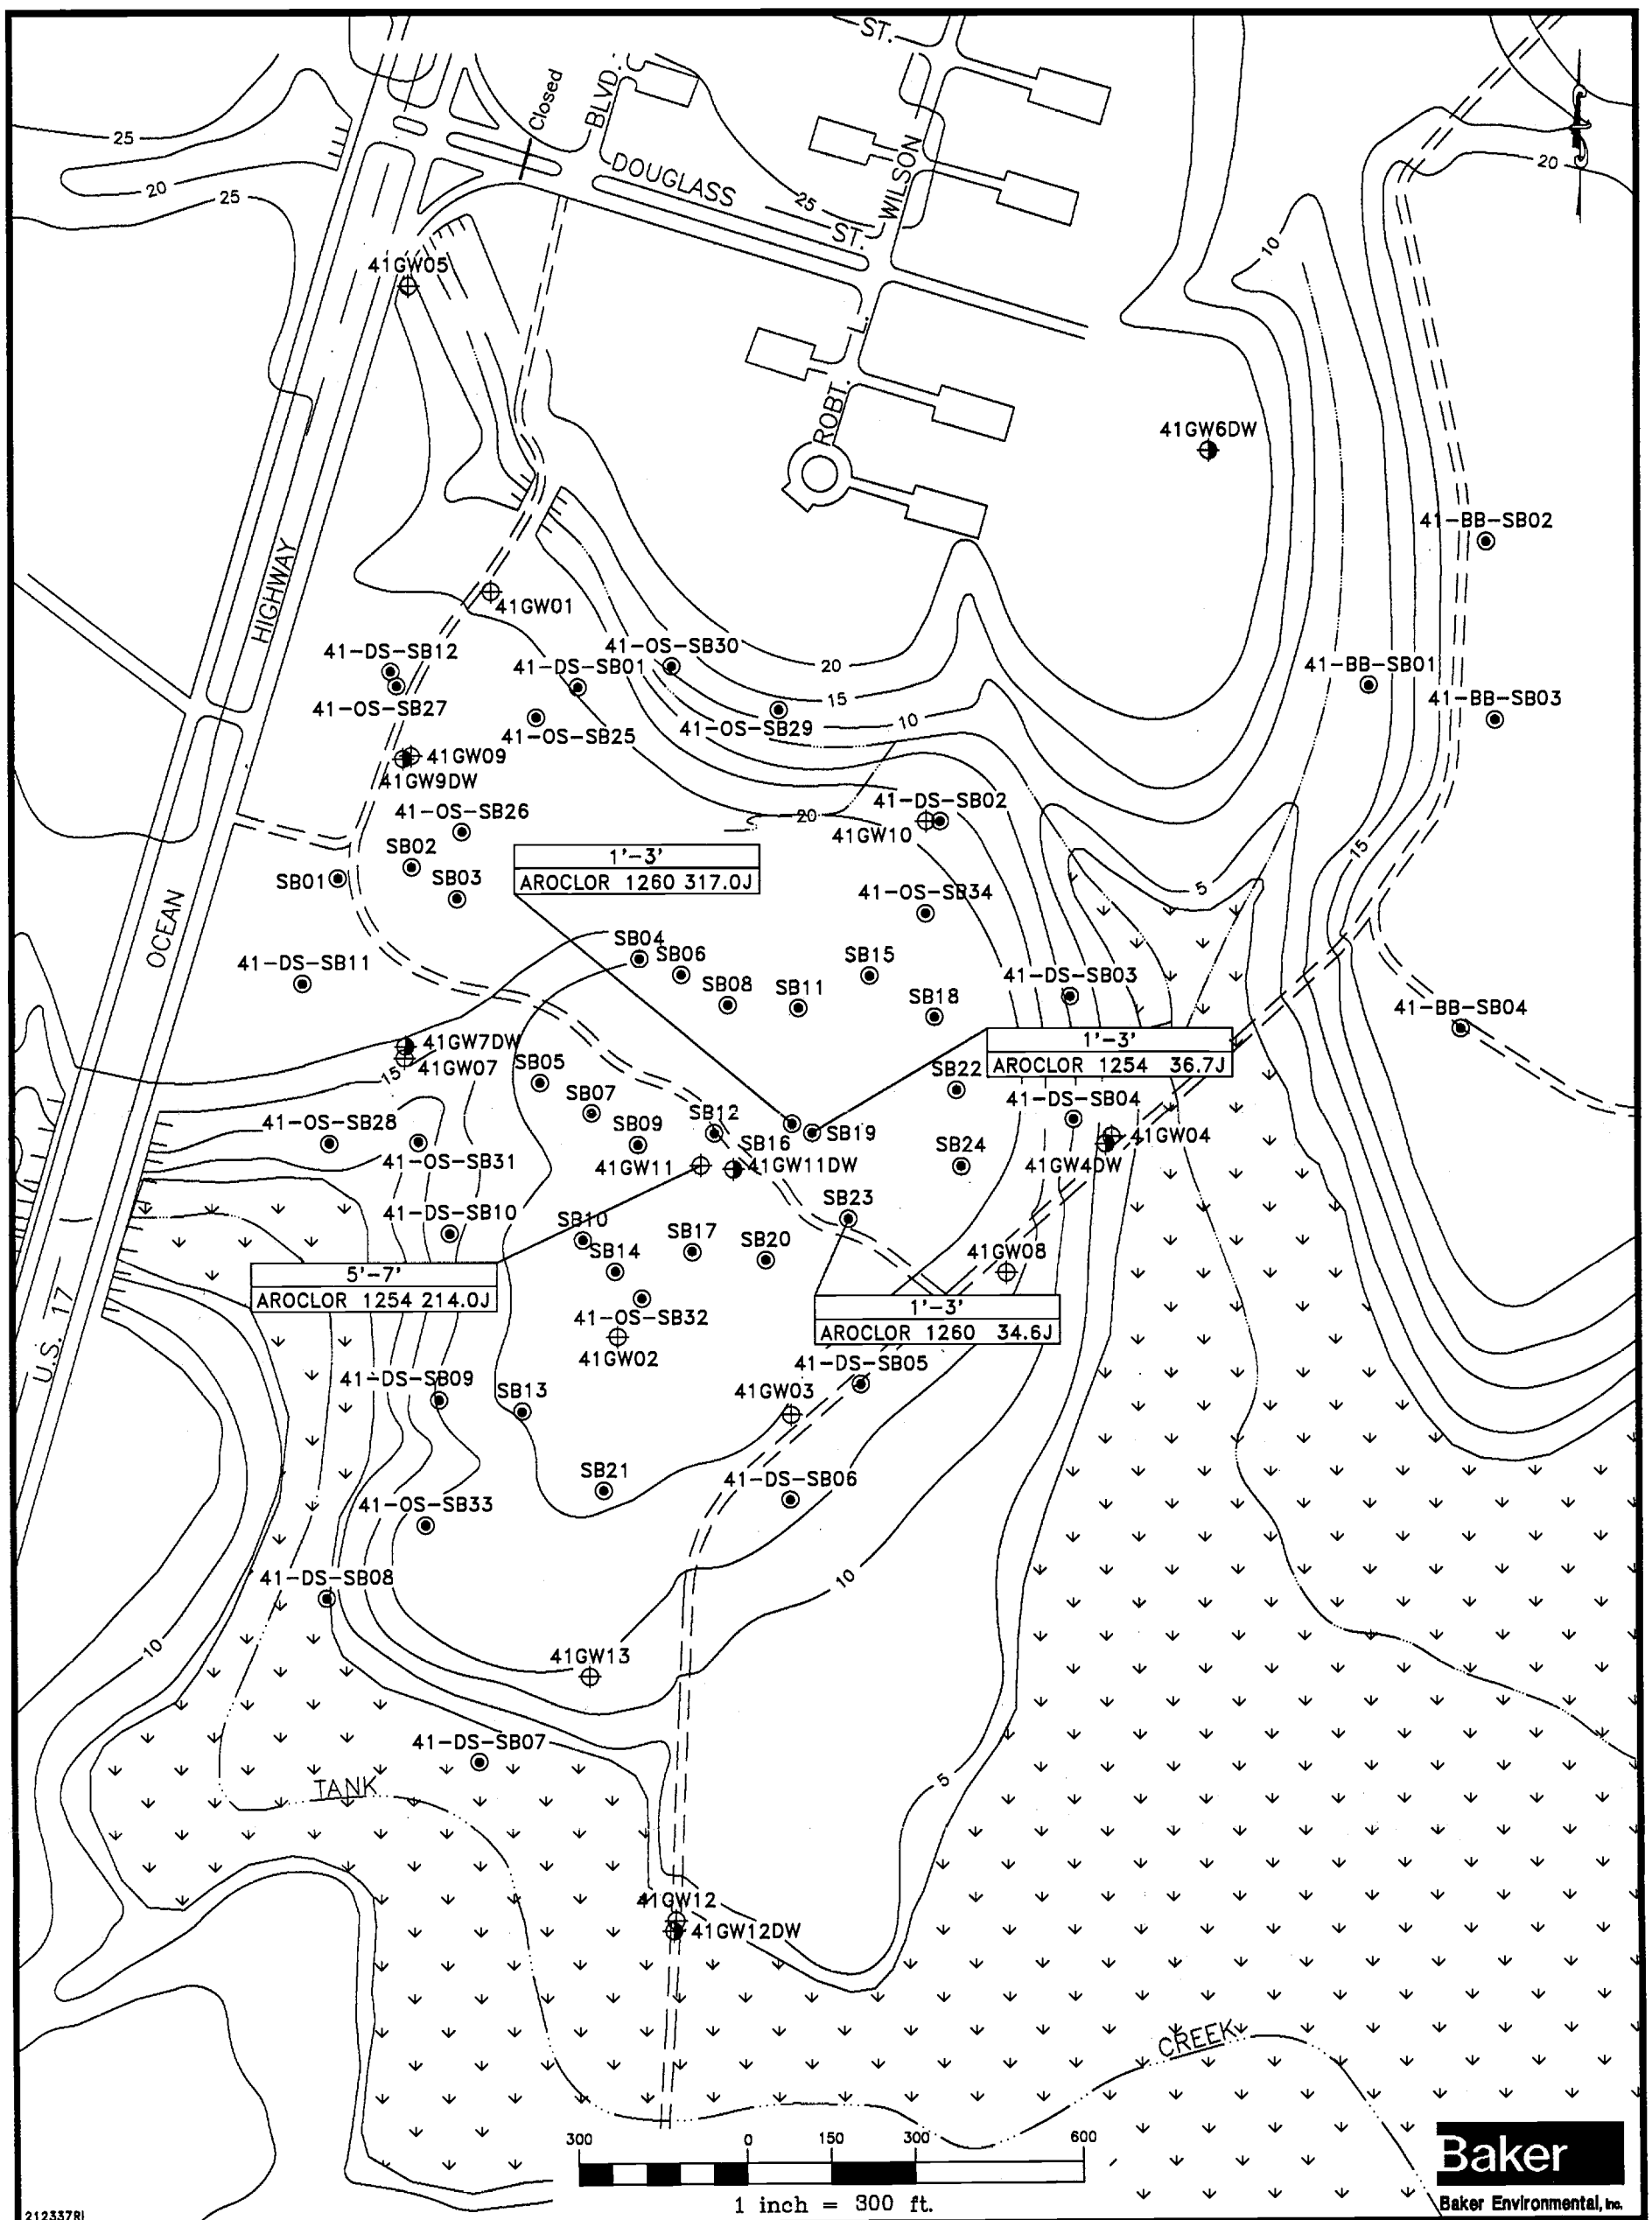 ST.
Closed
BLVD.
25
20
25
DOUGLASS
ST.
25
WILSON
20
10
41GW05
L.
ROBT.
41GW6DW
41-BB-SB02
HIGHWAY
41GW01
41-DS-SB12
41-OS-SB30
41-DS-SB01
20
41-BB-SB01
41-BB-SB03
41-OS-SB27
15
10
41-OS-SB29
41-OS-SB25
41GW09
41GW9DW
41-OS-SB26
20
41-DS-SB02
41GW10
15
SB02
SB01
SB03
1'-3'
AROCLOR 1260 317.0J
41-OS-SB34
5
OCEAN
SB04
SB06
SB15
41-DS-SB11
SB08
SB11
SB18
41-DS-SB03
41-BB-SB04
41GW7DW
41GW07
15
SB05
1'-3'
AROCLOR 1254 36.7J
SB22
SB07
41-DS-SB04
41-OS-SB28
SB09
SB12
SB16
SB19
41GW04
41-OS-SB31
41GW11
41GW11DW
SB24
41GW4DW
41-DS-SB10
SB10
SB17
SB20
SB23
SB14
41GW08
5'-7'
AROCLOR 1254 214.0J
41-OS-SB32
1'-3'
AROCLOR 1260 34.6J
U.S. 17
41GW02
41-DS-SB05
41-DS-SB09
SB13
41GW03
SB21
41-DS-SB06
41-OS-SB33
41-DS-SB08
10
10
41GW13
41-DS-SB07
TANK
5
41GW12
41GW12DW
CREEK
300
0
150
300
600
1 inch = 300 ft.
Baker
Baker Environmental, Inc.
212337RI